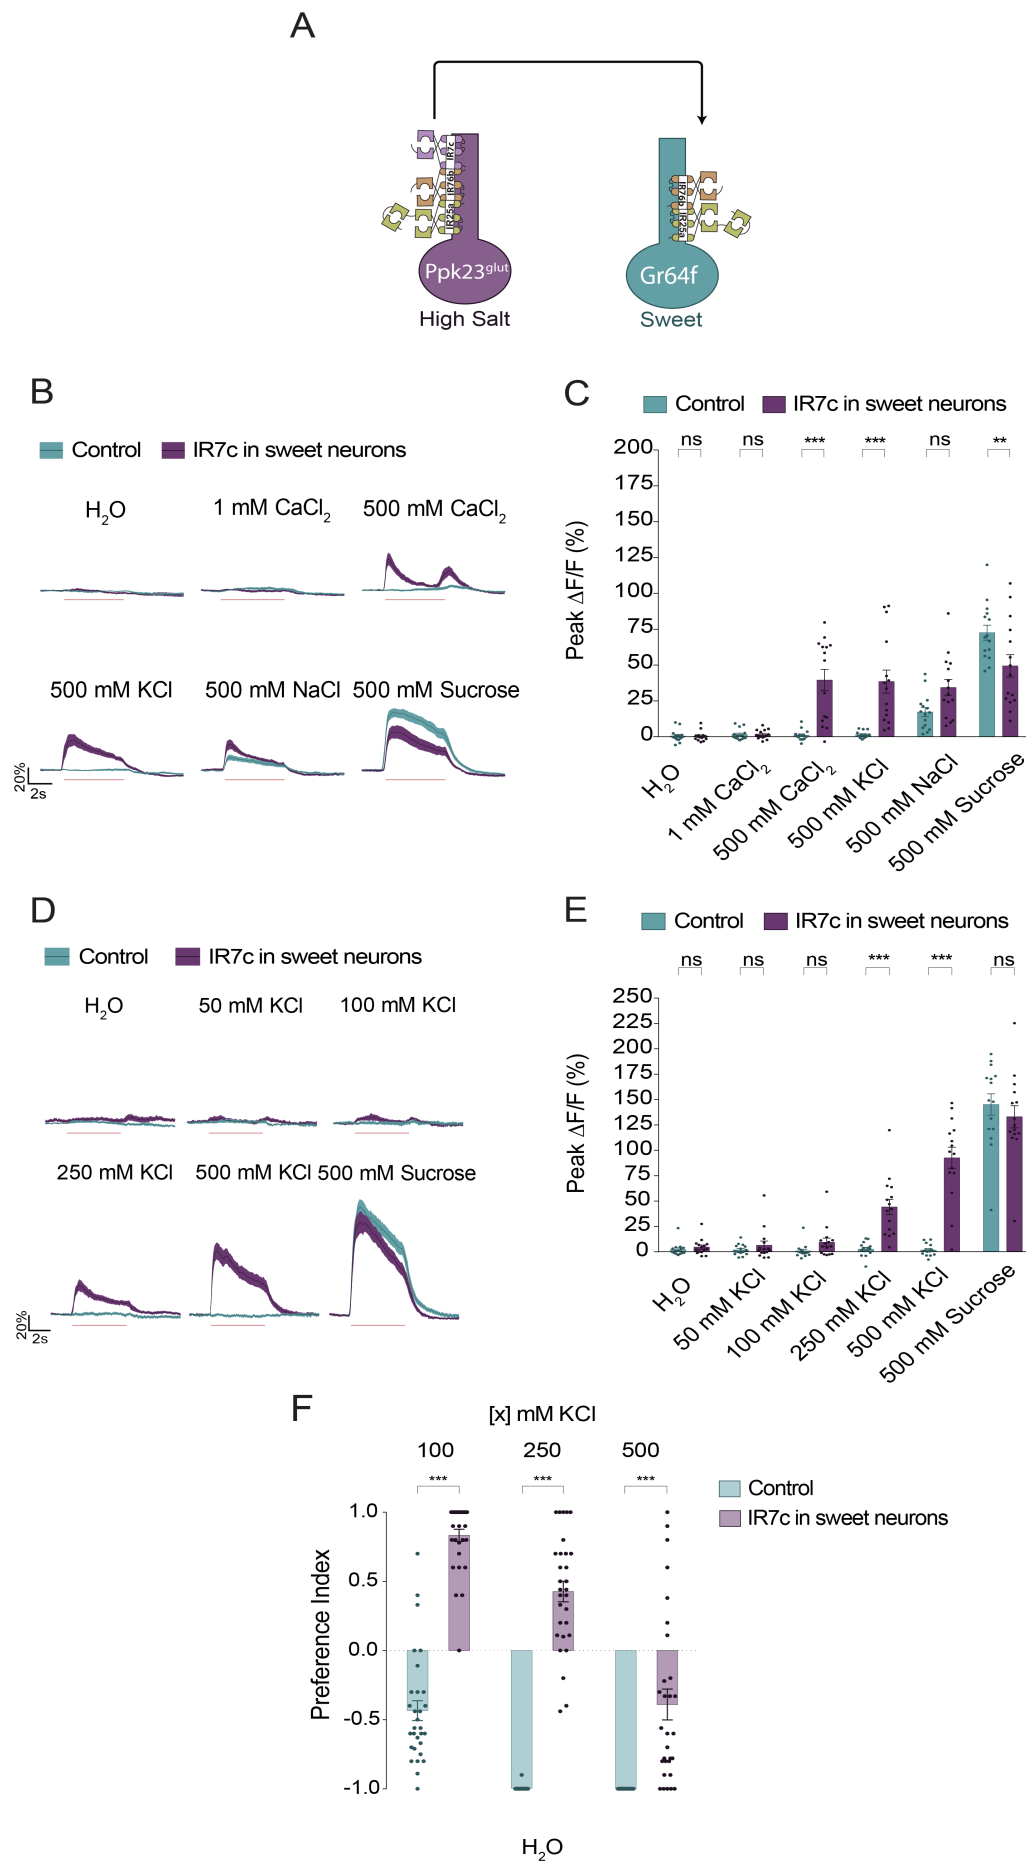 A
IR7c
IR76b
IR25a
IR76b
IR25a
Ppk23glut
Gr64f
High Salt
Sweet
B
Control
IR7c in sweet neurons
H2O
1 mM CaCl2
500 mM CaCl2
500 mM KCl
500 mM NaCl
500 mM Sucrose
20%
2s
C
Control
IR7c in sweet neurons
ns
ns
***
***
ns
**
Peak ΔF/F (%)
200
175
150
125
100
75
50
25
0
H2O
1 mM CaCl2
500 mM CaCl2
500 mM KCl
500 mM NaCl
500 mM Sucrose
D
Control
IR7c in sweet neurons
H2O
50 mM KCl
100 mM KCl
250 mM KCl
500 mM KCl
500 mM Sucrose
20%
2s
E
Control
IR7c in sweet neurons
ns
ns
ns
***
***
ns
Peak ΔF/F (%)
250
225
200
175
150
125
100
75
50
25
0
H2O
50 mM KCl
100 mM KCl
250 mM KCl
500 mM KCl
500 mM Sucrose
F
[x] mM KCl
100
250
500
***
***
***
Control
IR7c in sweet neurons
Preference Index
1.0
0.5
0.0
-0.5
-1.0
H2O